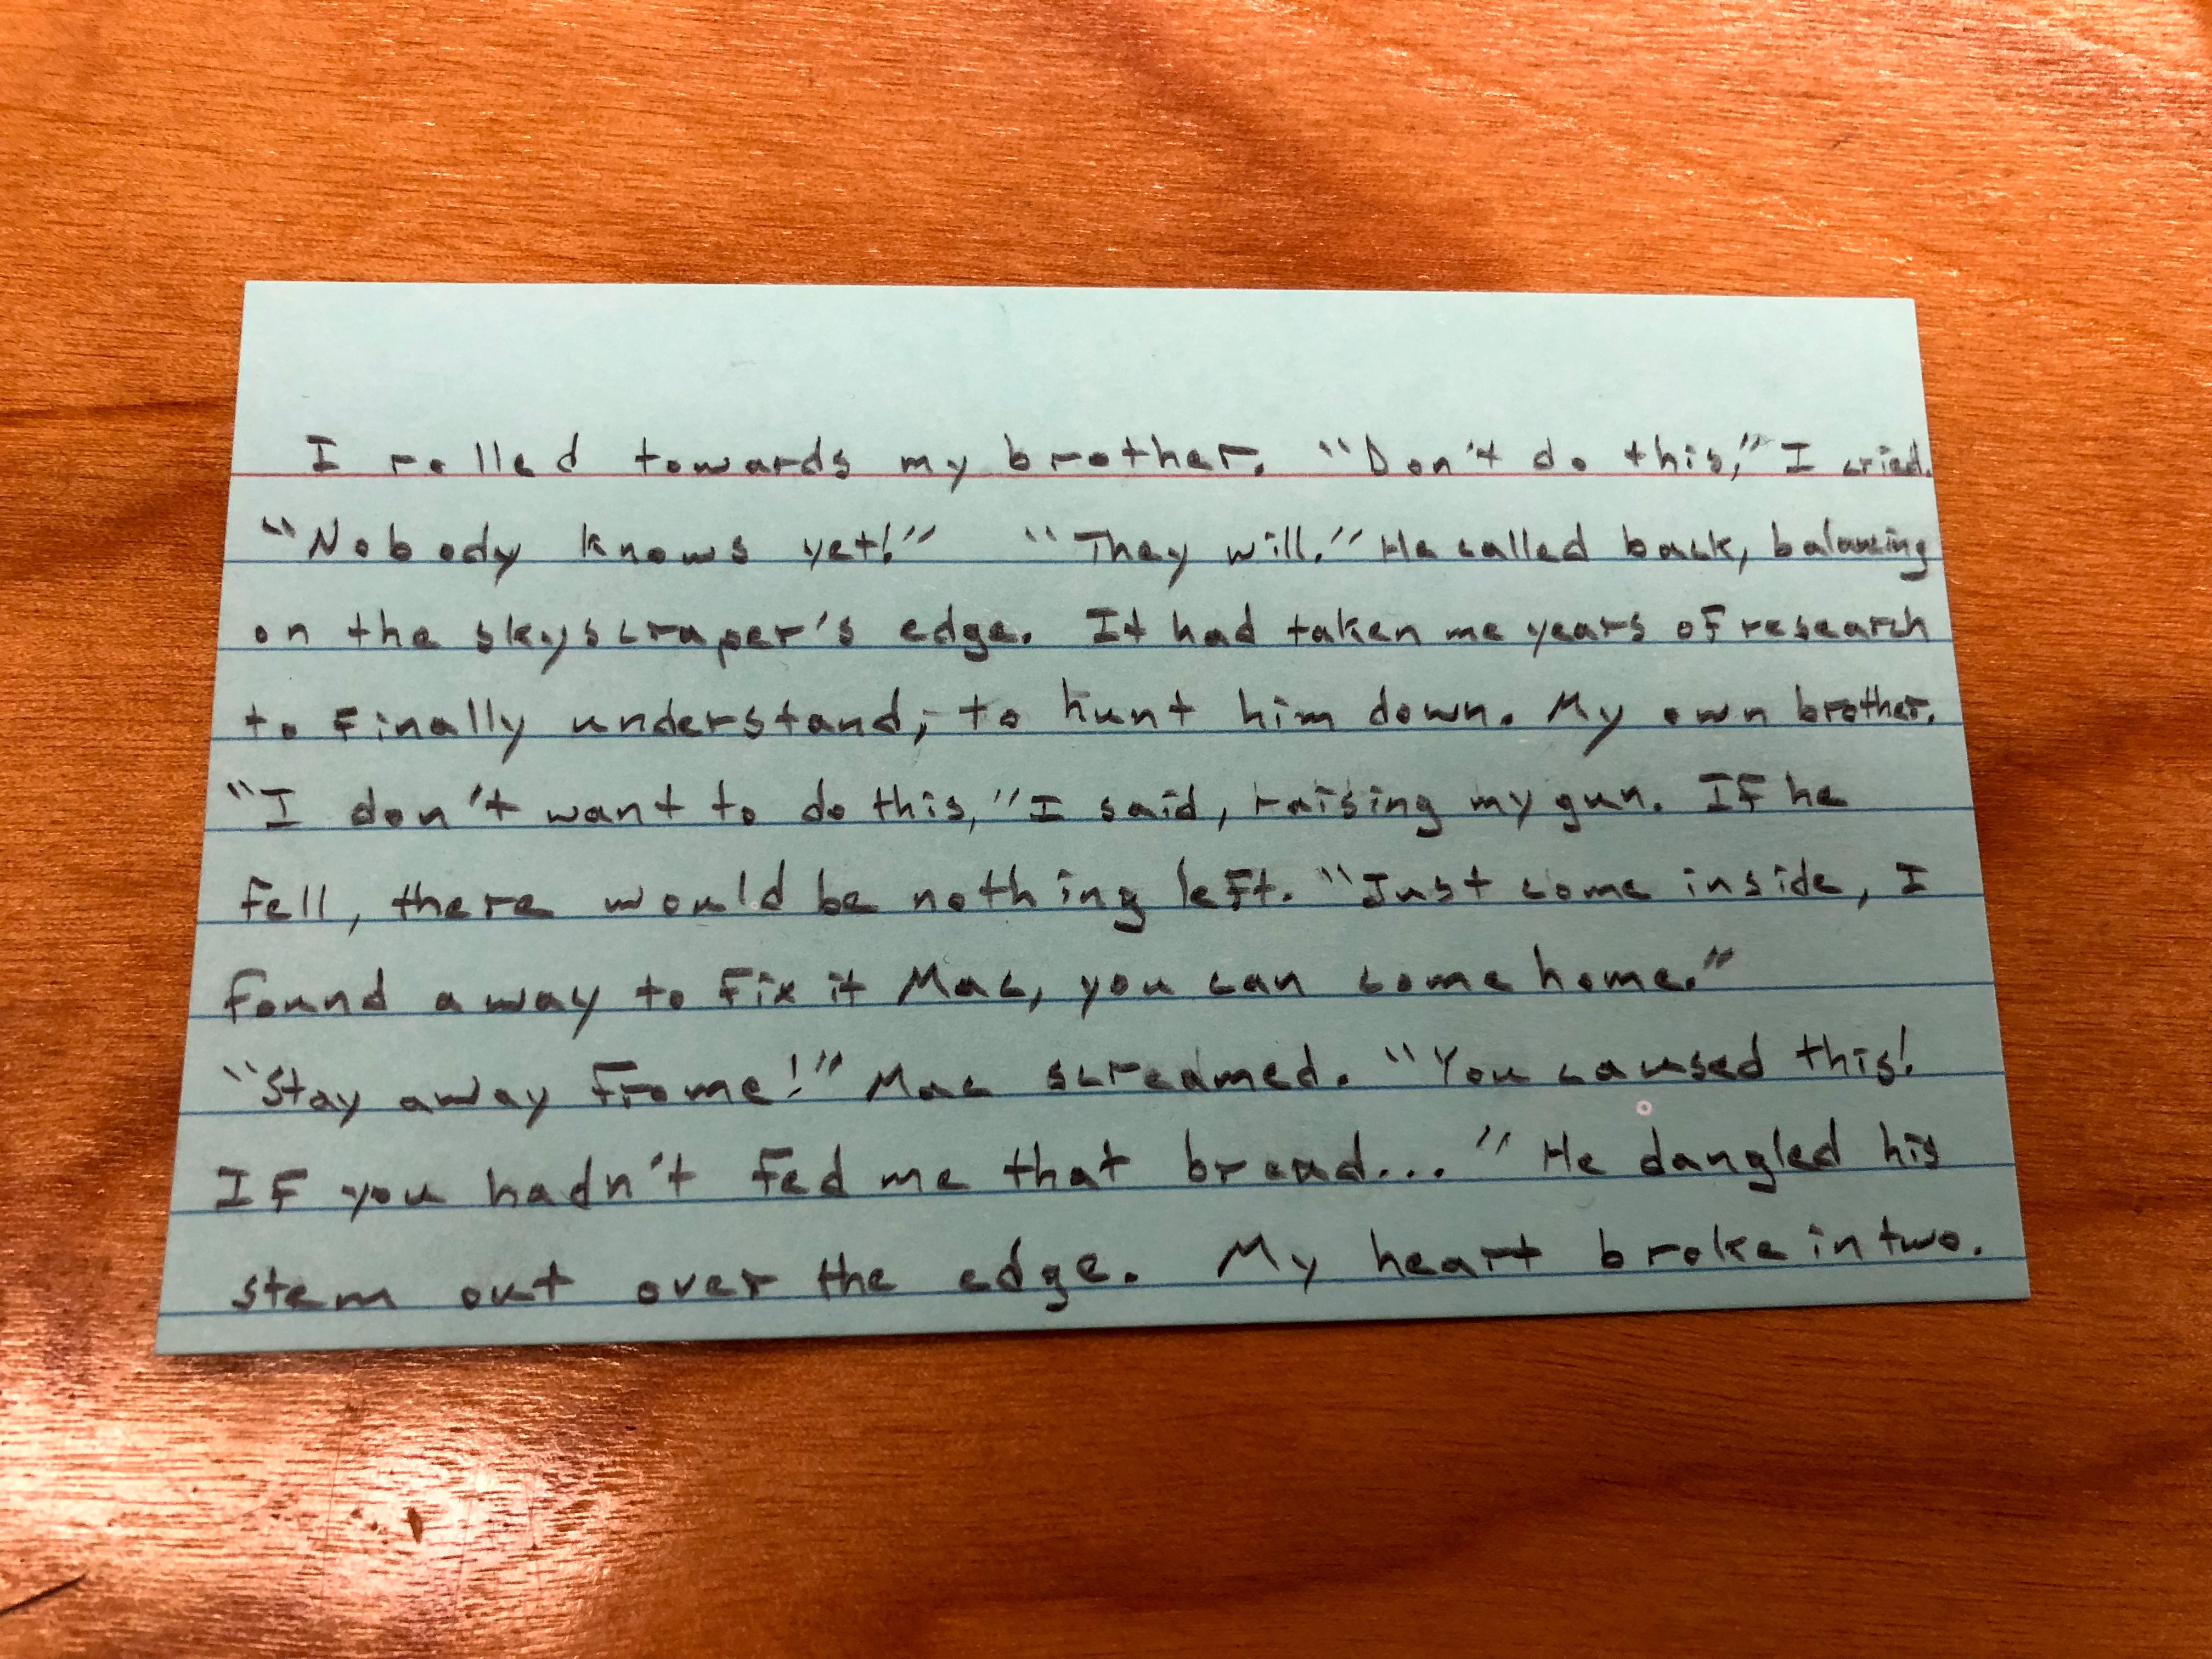 I rolled towards my brother. "Don't do this," I cried.
"Nobody knows yet!" "They will." He called back, balancing
on the skyscraper's edge. It had taken me years of research
to finally understand, to hunt him down. My own brother.
"I don't want to do this," I said, raising my gun. If he
fell, there would be nothing left. "Just come inside, I
found a way to fix it Mac, you can come home."
"Stay away frome!" Mac screamed. "You caused this!
If you hadn't fed me that bread..." He dangled his
stem out over the edge. My heart broke in two.